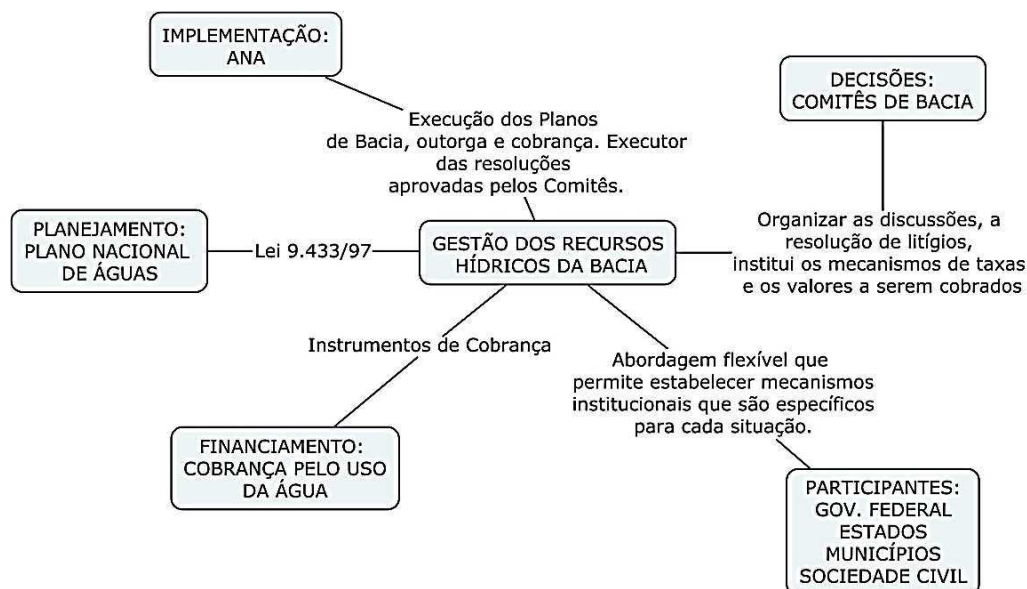 IMPLEMENTAÇÃO:
ANA
DECISÕES:
COMITÊS DE BACIA
Execução dos Planos
de Bacia, outorga e cobrança. Executor
das resoluções
aprovadas pelos Comitês.
PLANEJAMENTO:
PLANO NACIONAL
DE ÁGUAS
Lei 9.433/97
GESTÃO DOS RECURSOS
HÍDRICOS DA BACIA
Organizar as discussões, a
resolução de litígios,
institui os mecanismos de taxas
e os valores a serem cobrados
Instrumentos de Cobrança
Abordagem flexível que
permite estabelecer mecanismos
institucionais que são específicos
para cada situação.
FINANCIAMENTO:
COBRANÇA PELO USO
DA ÁGUA
PARTICIPANTES:
GOV. FEDERAL
ESTADOS
MUNICÍPIOS
SOCIEDADE CIVIL